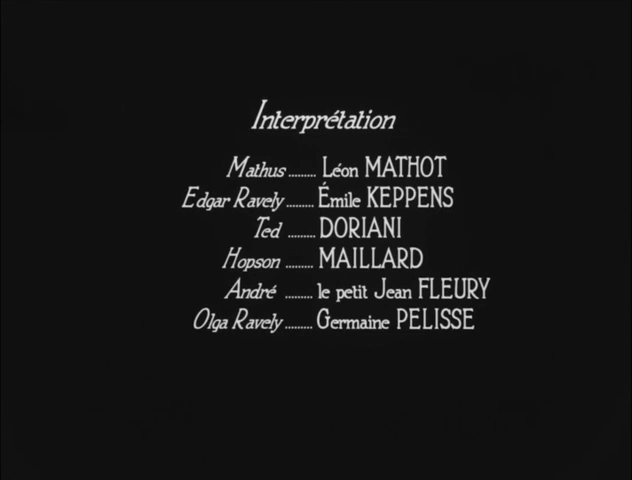 Interprétation
Mathus ......... Léon MATHOT
Edgar Ravely ......... Émile KEPPENS
Ted ......... DORIANI
Hopson ......... MAILLARD
André ......... le petit Jean FLEURY
Olga Ravely ......... Germaine PELISSE